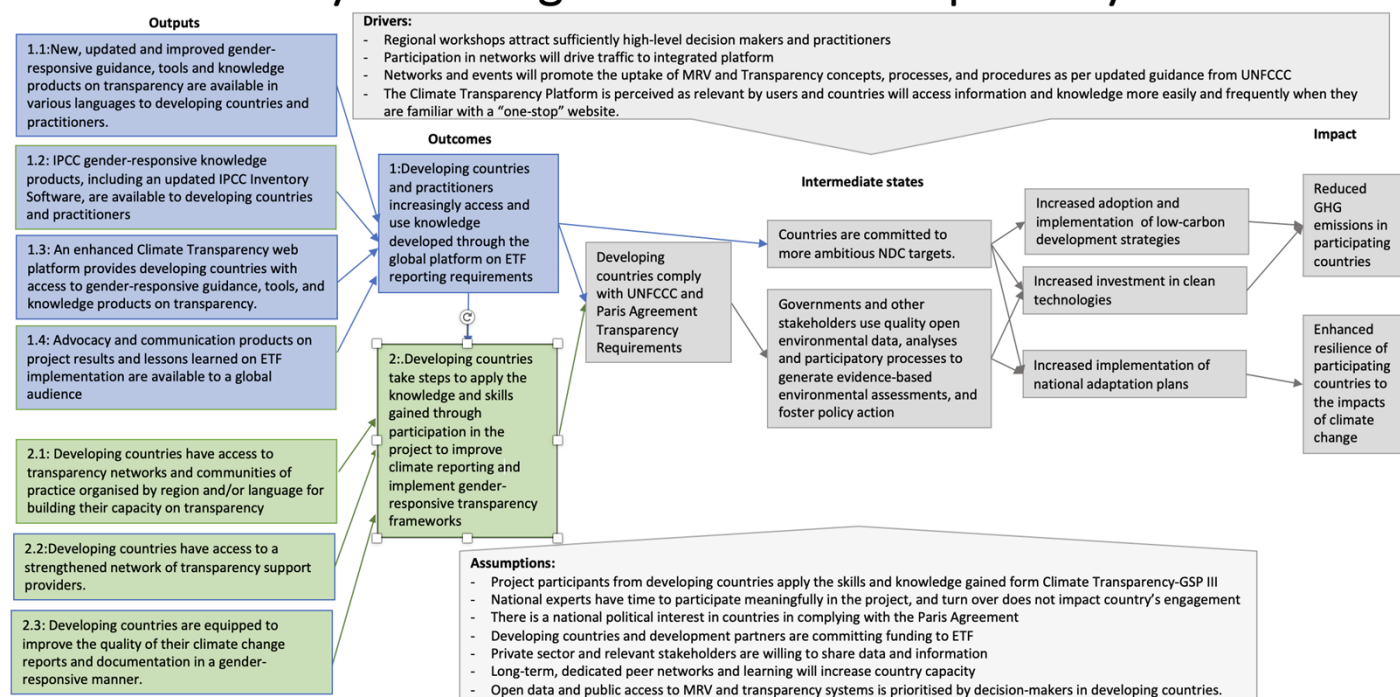 Outputs
1.1:New, updated and improved gender-
responsive guidance, tools and knowledge
products on transparency are available in
various languages to developing countries and
practitioners.
1.2: IPCC gender-responsive knowledge
products, including an updated IPCC Inventory
Software, are available to developing countries
and practitioners
1.3: An enhanced Climate Transparency web
platform provides developing countries with
access to gender-responsive guidance, tools, and
knowledge products on transparency.
1.4: Advocacy and communication products on
project results and lessons learned on ETF
implementation are available to a global
audience
2.1: Developing countries have access to
transparency networks and communities of
practice organised by region and/or language for
building their capacity on transparency
2.2:Developing countries have access to a
strengthened network of transparency support
providers.
2.3: Developing countries are equipped to
improve the quality of their climate change
reports and documentation in a gender-
responsive manner.
Drivers:
- Regional workshops attract sufficiently high-level decision makers and practitioners
- Participation in networks will drive traffic to integrated platform
- Networks and events will promote the uptake of MRV and Transparency concepts, processes, and procedures as per updated guidance from UNFCCC
- The Climate Transparency Platform is perceived as relevant by users and countries will access information and knowledge more easily and frequently when they
are familiar with a “one-stop” website.
Outcomes
1:Developing countries
and practitioners
increasingly access and
use knowledge
developed through the
global platform on ETF
reporting requirements
2:.Developing countries
take steps to apply the
knowledge and skills
gained through
participation in the
project to improve
climate reporting and
implement gender-
responsive transparency
frameworks
Developing
countries comply
with UNFCCC and
Paris Agreement
Transparency
Requirements
Intermediate states
Countries are committed to
more ambitious NDC targets.
Governments and other
stakeholders use quality open
environmental data, analyses
and participatory processes to
generate evidence-based
environmental assessments, and
foster policy action
Increased adoption and
implementation of low-carbon
development strategies
Increased investment in clean
technologies
Increased implementation of
national adaptation plans
Impact
Reduced
GHG
emissions in
participating
countries
Enhanced
resilience of
participating
countries to
the impacts
of climate
change
Assumptions:
- Project participants from developing countries apply the skills and knowledge gained form Climate Transparency-GSP III
- National experts have time to participate meaningfully in the project, and turn over does not impact country’s engagement
- There is a national political interest in countries in complying with the Paris Agreement
- Developing countries and development partners are committing funding to ETF
- Private sector and relevant stakeholders are willing to share data and information
- Long-term, dedicated peer networks and learning will increase country capacity
- Open data and public access to MRV and transparency systems is prioritised by decision-makers in developing countries.